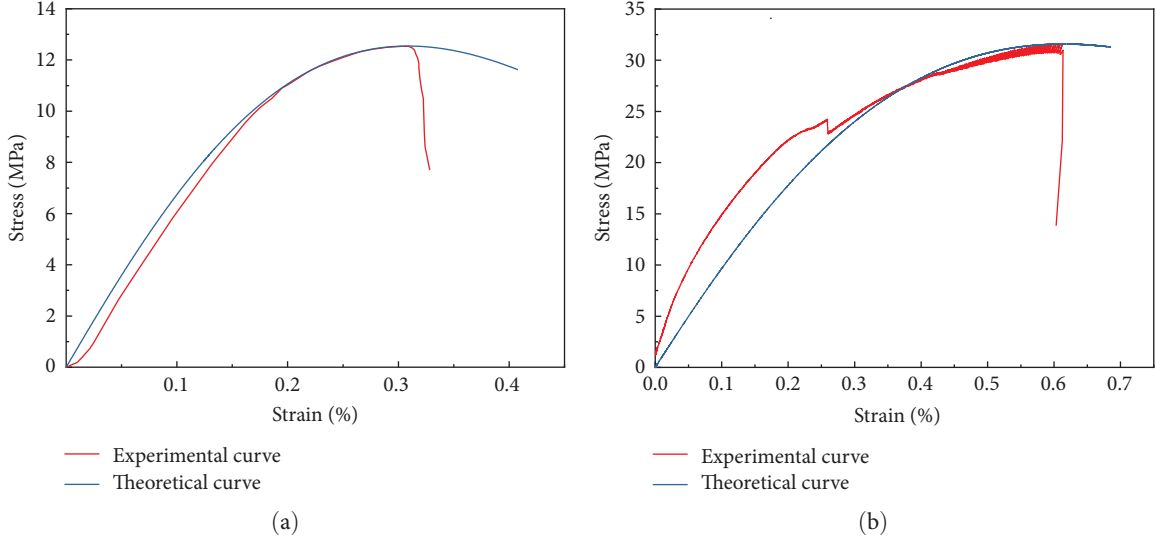 14
12
10
8
6
4
2
0
Stress (MPa)
0.1 0.2 0.3 0.4
Strain (%)
Experimental curve
Theoretical curve
(a)
35
30
25
20
15
10
5
0
Stress (MPa)
0.0 0.1 0.2 0.3 0.4 0.5 0.6 0.7
Strain (%)
Experimental curve
Theoretical curve
(b)